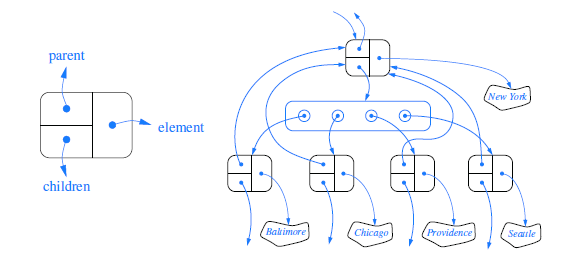 parent
element
children
New York
Baltimore
Chicago
Providence
Seattle